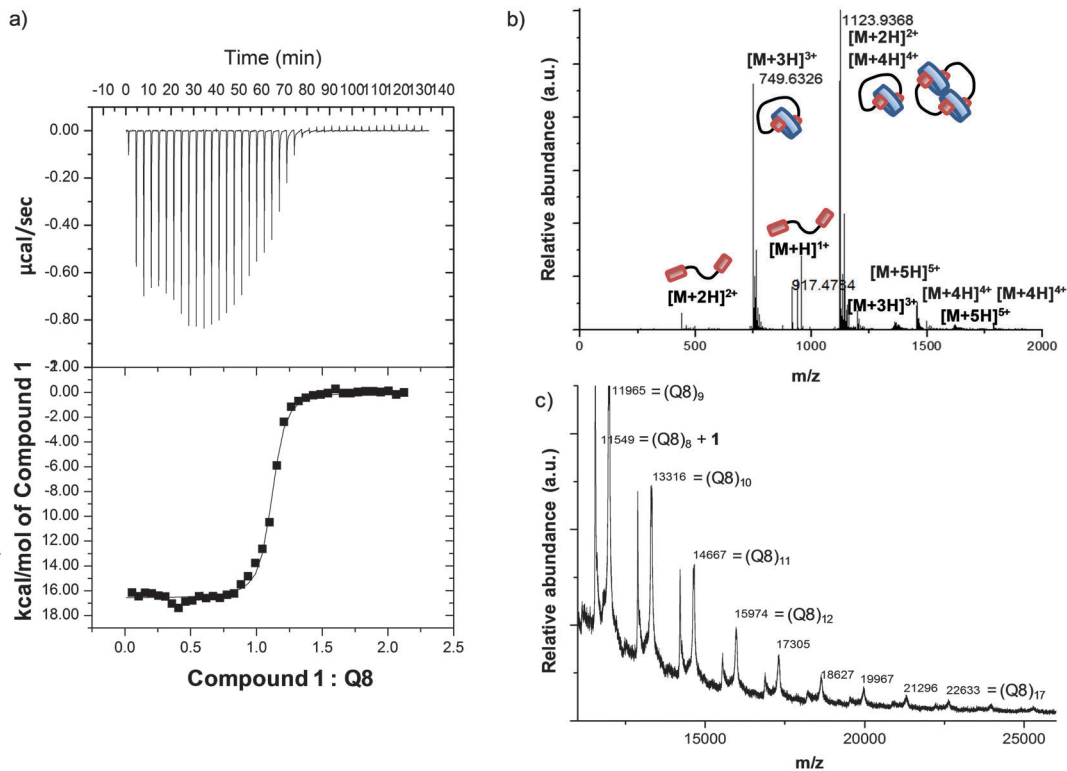 a)
Time (min)
-10 0 10 20 30 40 50 60 70 80 90 100 110 120 130 140
0.00
-0.20
-0.40
-0.60
-0.80
µcal/sec
-1.00
-2.00
0.00
-2.00
-4.00
-6.00
-8.00
10.00
12.00
14.00
16.00
18.00
kcal/mol of Compound 1
0.0 0.5 1.0 1.5 2.0 2.5
Compound 1 : Q8
b)
Relative abundance (a.u.)
1123.9368
[M+2H]2+
[M+4H]4+
[M+3H]3+
749.6326
[M+H]1+
917.4754
[M+2H]2+
[M+5H]5+
[M+3H]3+
[M+4H]4+ [M+4H]4+
[M+5H]5+
0 500 1000 1500 2000
m/z
c)
Relative abundance (a.u.)
11965 = (Q8)9
11549 = (Q8)8 + 1
13316 = (Q8)10
14667 = (Q8)11
15974 = (Q8)12
17305
18627
19967
21296
22633 = (Q8)17
15000 20000 25000
m/z